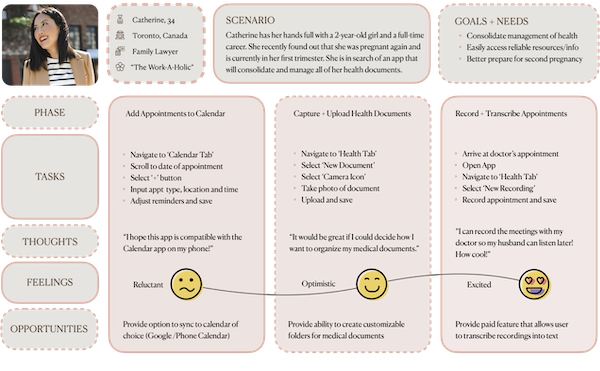 Catherine, 34
Toronto, Canada
Family Lawyer
"The Work-A-Holic"
SCENARIO
Catherine has her hands full with a 2-year-old girl and a full-time
career. She recently found out that she was pregnant again and
is currently in her first trimester. She is in search of an app that
will consolidate and manage all of her health documents.
GOALS + NEEDS
Consolidate management of health
Easily access reliable resources/info
Better prepare for second pregnancy
PHASE
Add Appointments to Calendar
Capture + Upload Health Documents
Record + Transcribe Appointments
TASKS
Navigate to 'Calendar Tab'
Scroll to date of appointment
Select '+' button
Input appt type, location and time
Adjust reminders and save
Navigate to 'Health Tab'
Select 'New Document'
Select 'Camera Icon'
Take photo of document
Upload and save
Arrive at doctor's appointment
Open App
Navigate to 'Health Tab'
Select 'New Recording'
Record appointment and save
THOUGHTS
"I hope this app is compatible with the
Calendar app on my phone!"
"It would be great if I could decide how I
want to organize my medical documents."
"I can record the meetings with my
doctor so my husband can listen later!
How cool!"
FEELINGS
Reluctant
Optimistic
Excited
OPPORTUNITIES
Provide option to sync to calendar of
choice (Google /Phone Calendar)
Provide ability to create customizable
folders for medical documents
Provide paid feature that allows user
to transcribe recordings into text